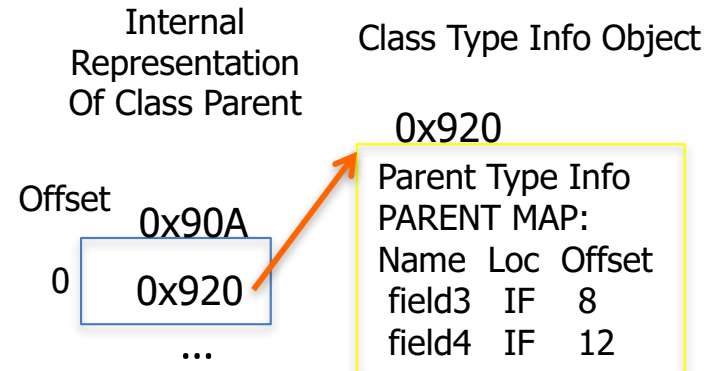 Internal
Representation
Of Class Parent
Class Type Info Object
0x920
Offset
0x90A
0
0x920
...
Parent Type Info
PARENT MAP:
Name Loc Offset
field3 IF 8
field4 IF 12